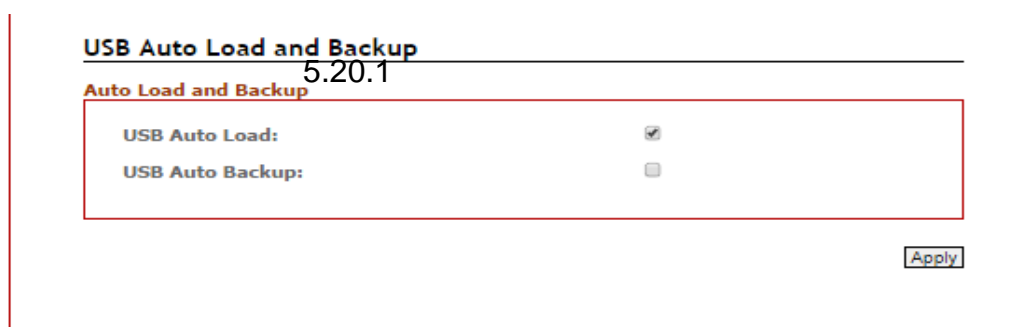 USB Auto Load and Backup
5.20.1
Auto Load and Backup
USB Auto Load:
USB Auto Backup:
Apply